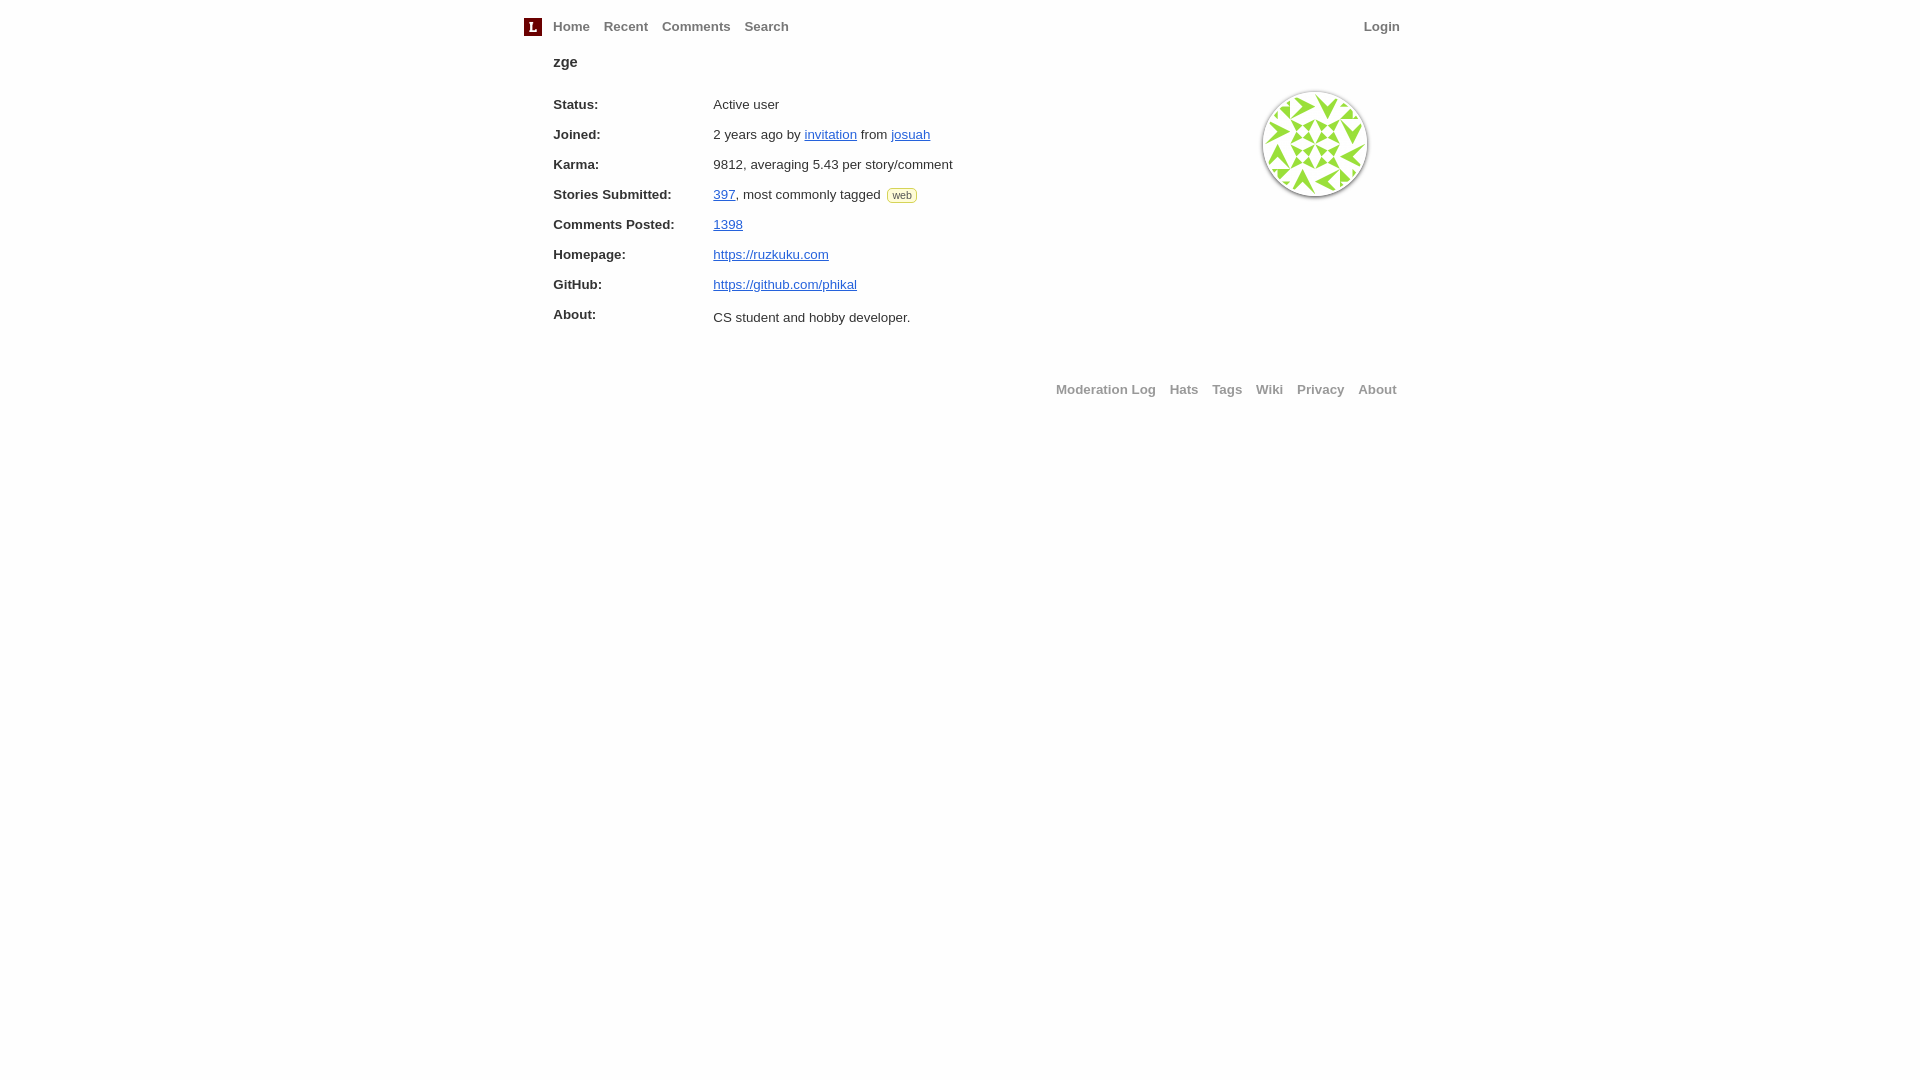 L Home Recent Comments Search Login
zge
Status: Active user
Joined: 2 years ago by invitation from josuah
Karma: 9812, averaging 5.43 per story/comment
Stories Submitted: 397, most commonly tagged web
Comments Posted: 1398
Homepage: https://ruzkuku.com
GitHub: https://github.com/phikal
About: CS student and hobby developer.
Moderation Log Hats Tags Wiki Privacy About